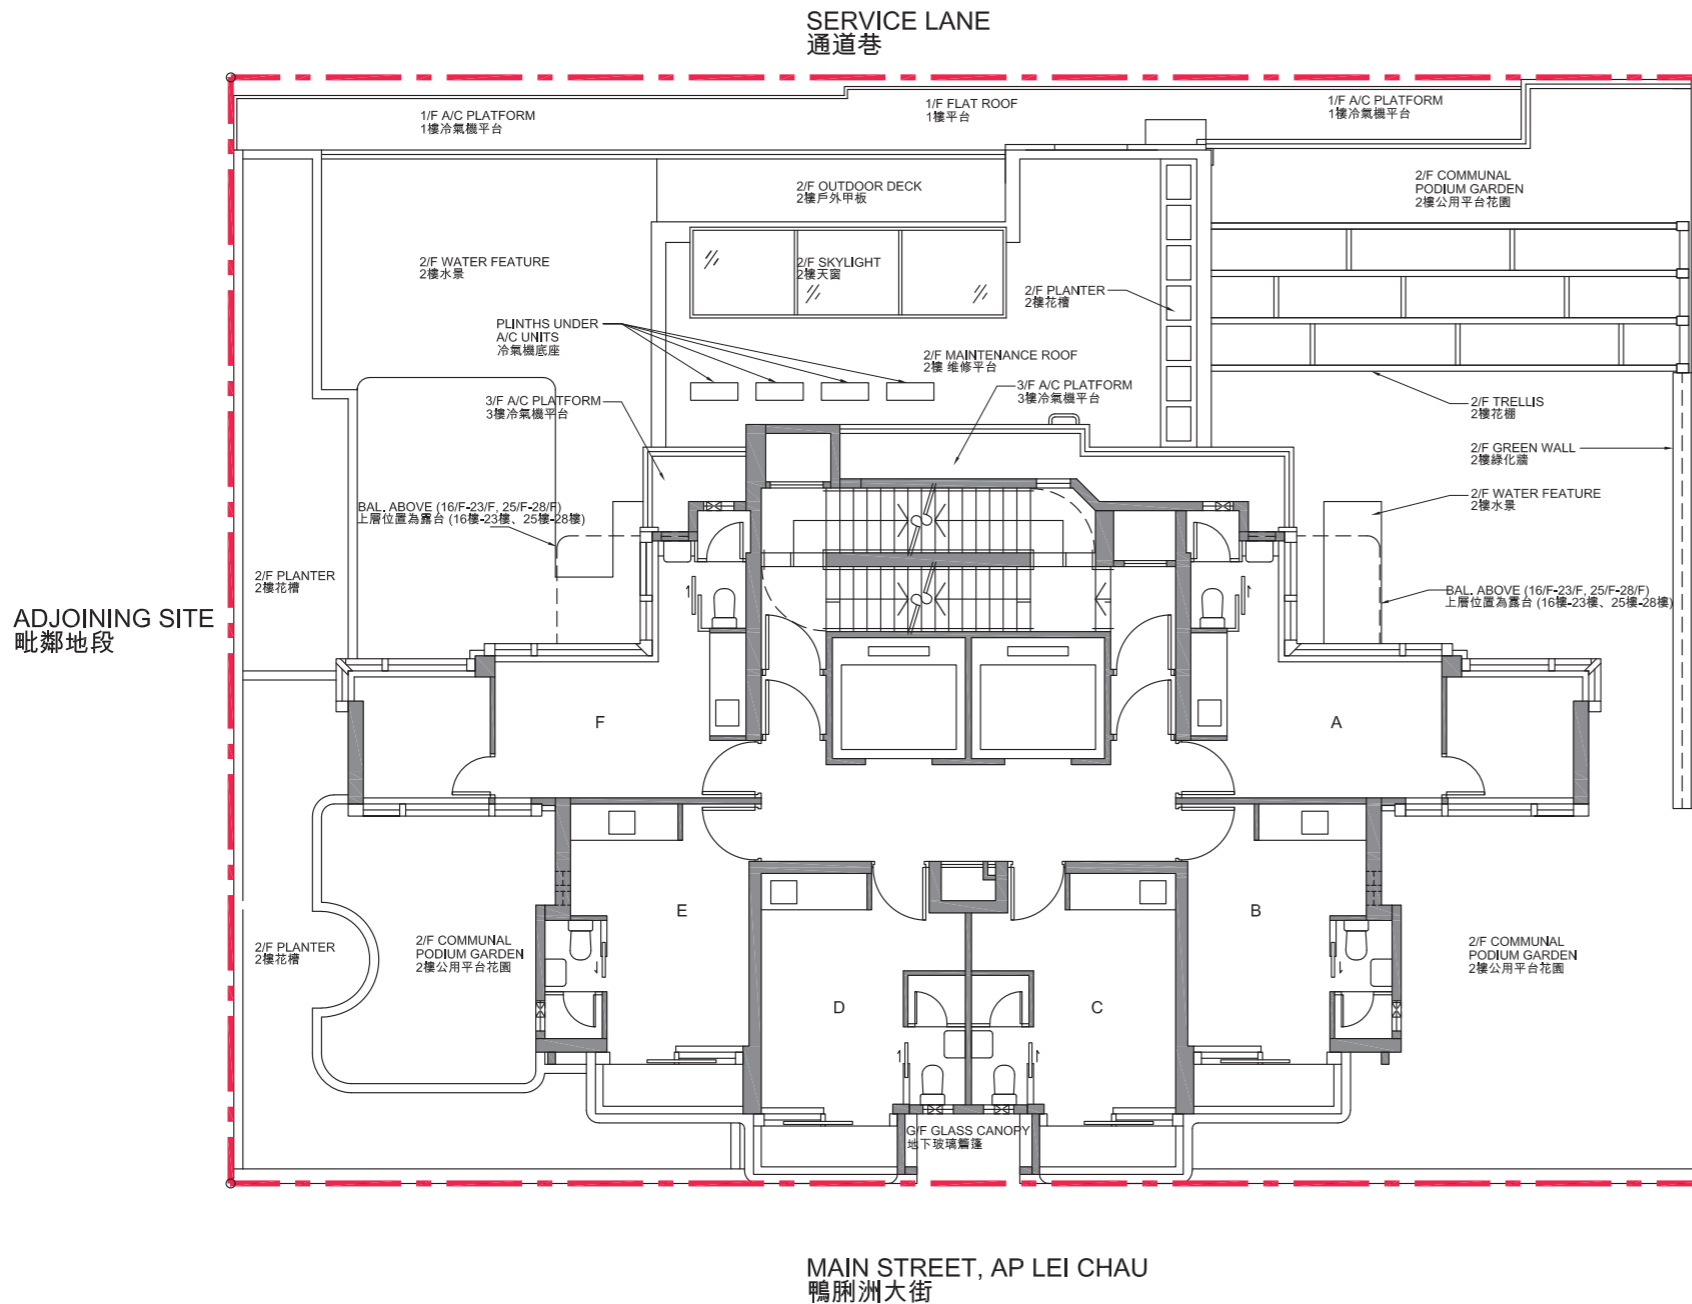 SERVICE LANE
通道巷
1/F A/C PLATFORM
1樓冷氣機平台
1/F FLAT ROOF
1樓平台
1/F A/C PLATFORM
1樓冷氣機平台
2/F OUTDOOR DECK
2樓戶外甲板
2/F COMMUNAL
PODIUM GARDEN
2樓公用平台花園
2/F WATER FEATURE
2樓水景
2/F SKYLIGHT
2樓天窗
2/F PLANTER
2樓花槽
PLINTHS UNDER
A/C UNITS
冷氣機底座
2/F MAINTENANCE ROOF
2樓 維修平台
3/F A/C PLATFORM
3樓冷氣機平台
3/F A/C PLATFORM
3樓冷氣機平台
2/F TRELLIS
2樓花棚
2/F GREEN WALL
2樓綠化牆
2/F WATER FEATURE
2樓水景
BAL. ABOVE (16/F-23/F, 25/F-28/F)
上層位置為露台 (16樓-23樓、25樓-28樓)
2/F PLANTER
2樓花槽
BAL. ABOVE (16/F-23/F, 25/F-28/F)
上層位置為露台 (16樓-23樓、25樓-28樓)
ADJOINING SITE
毗鄰地段
F
A
E
B
2/F PLANTER
2樓花槽
2/F COMMUNAL
PODIUM GARDEN
2樓公用平台花園
2/F COMMUNAL
PODIUM GARDEN
2樓公用平台花園
D
C
G/F GLASS CANOPY
地下玻璃簷篷
MAIN STREET, AP LEI CHAU
鴨脷洲大街